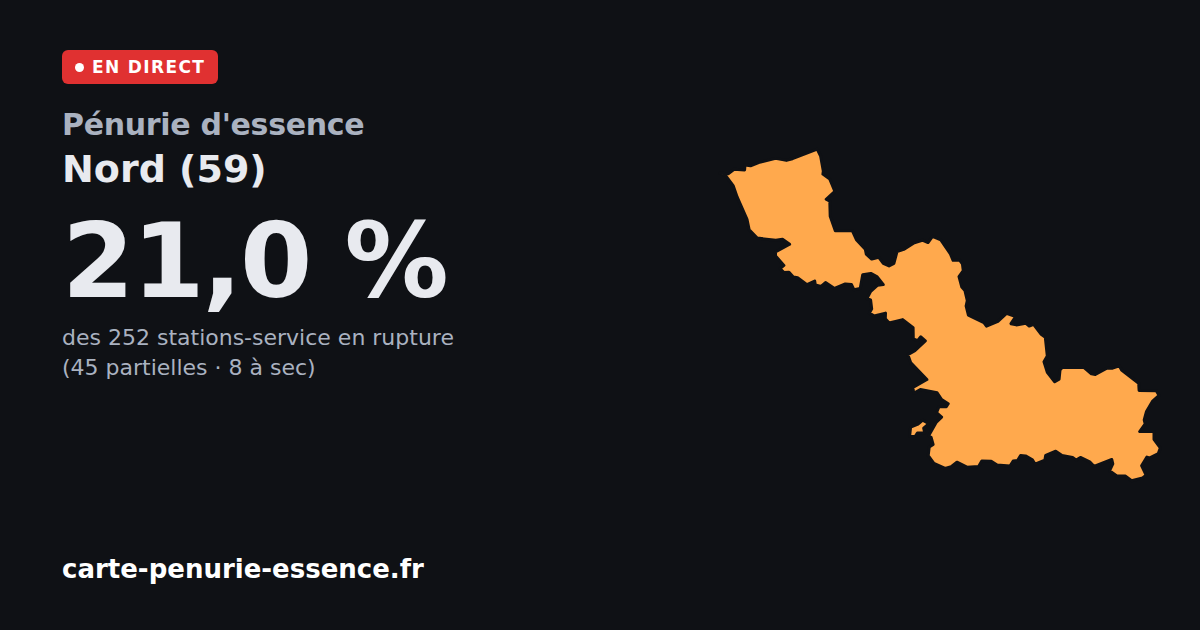 EN DIRECT
Pénurie d'essence
Nord (59)
21,0 %
des 252 stations-service en rupture
(45 partielles · 8 à sec)
carte-penurie-essence.fr